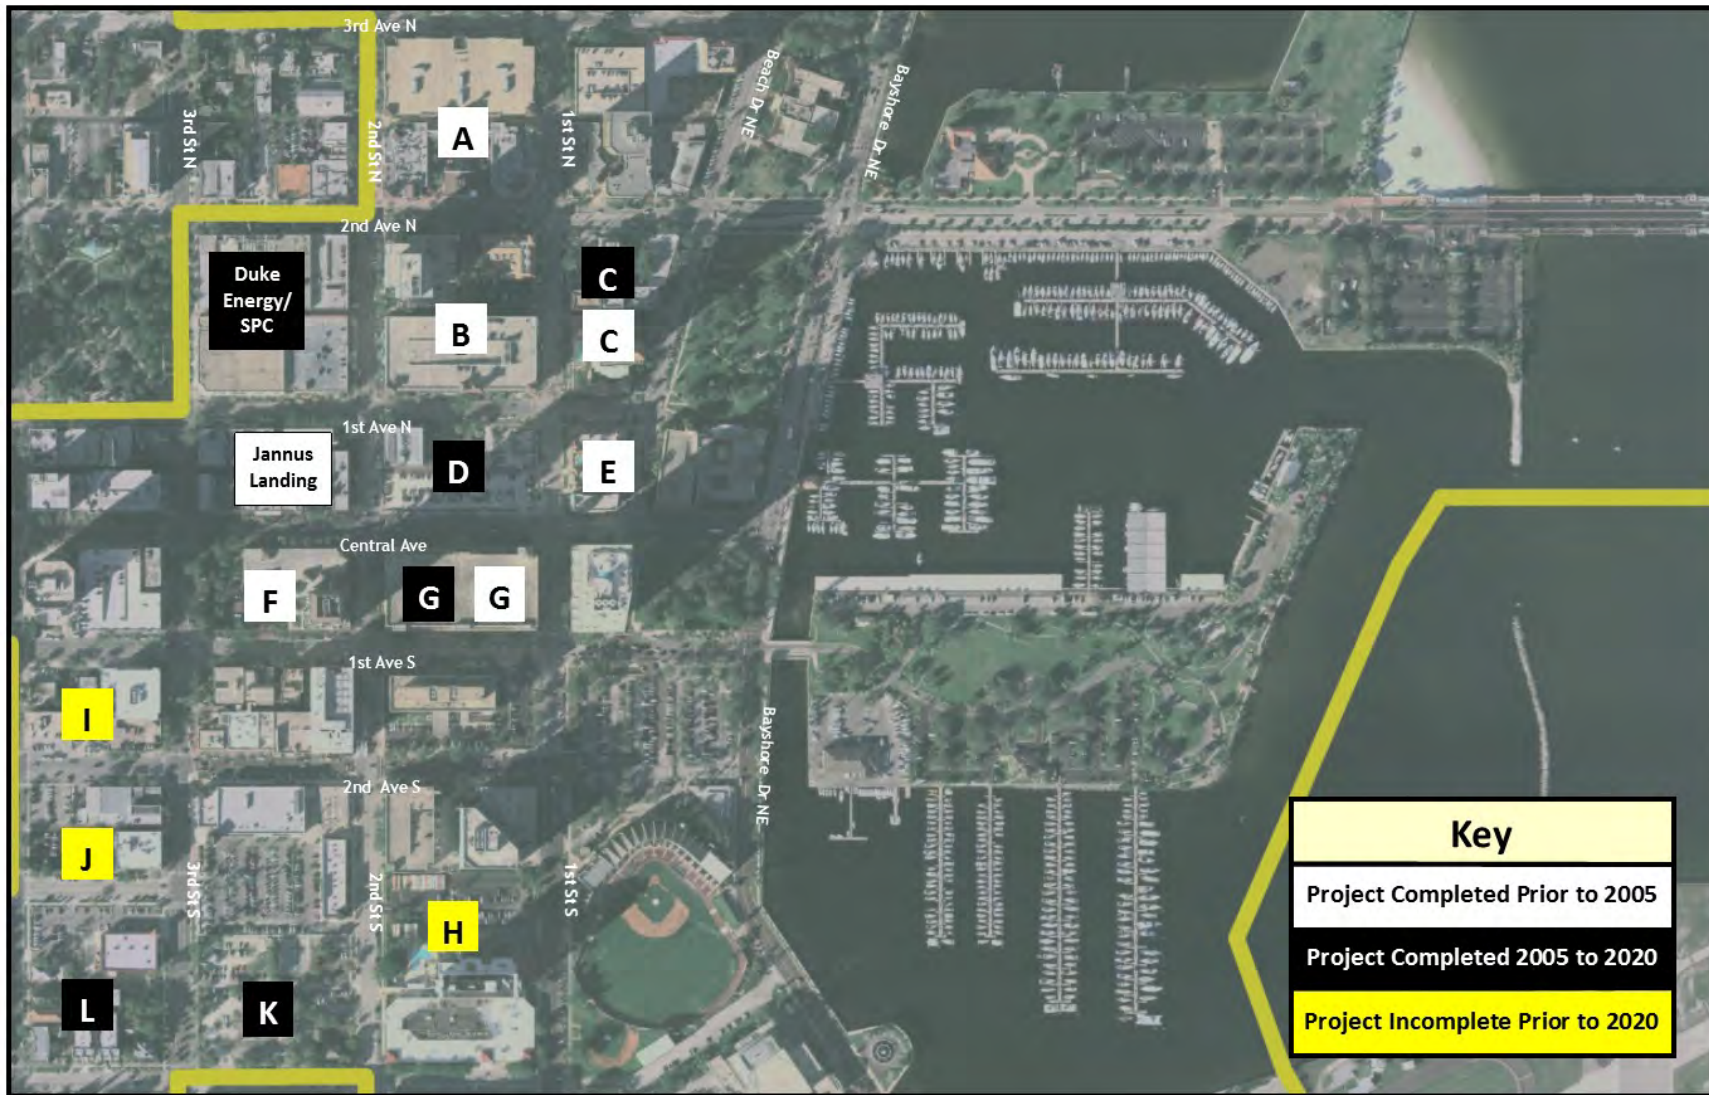 3rd Ave N
Beach Dr NE
Bayshore Dr NE
3rd St N
2nd St N
A
1st St N
2nd Ave N
Duke
Energy/
SPC
B
C
C
1st Ave N
Jannus
Landing
D
E
Central Ave
F
G
G
1st Ave S
I
Bayshore Dr NE
2nd Ave S
J
3rd St S
2nd St S
1st St S
H
L
K
Key
Project Completed Prior to 2005
Project Completed 2005 to 2020
Project Incomplete Prior to 2020